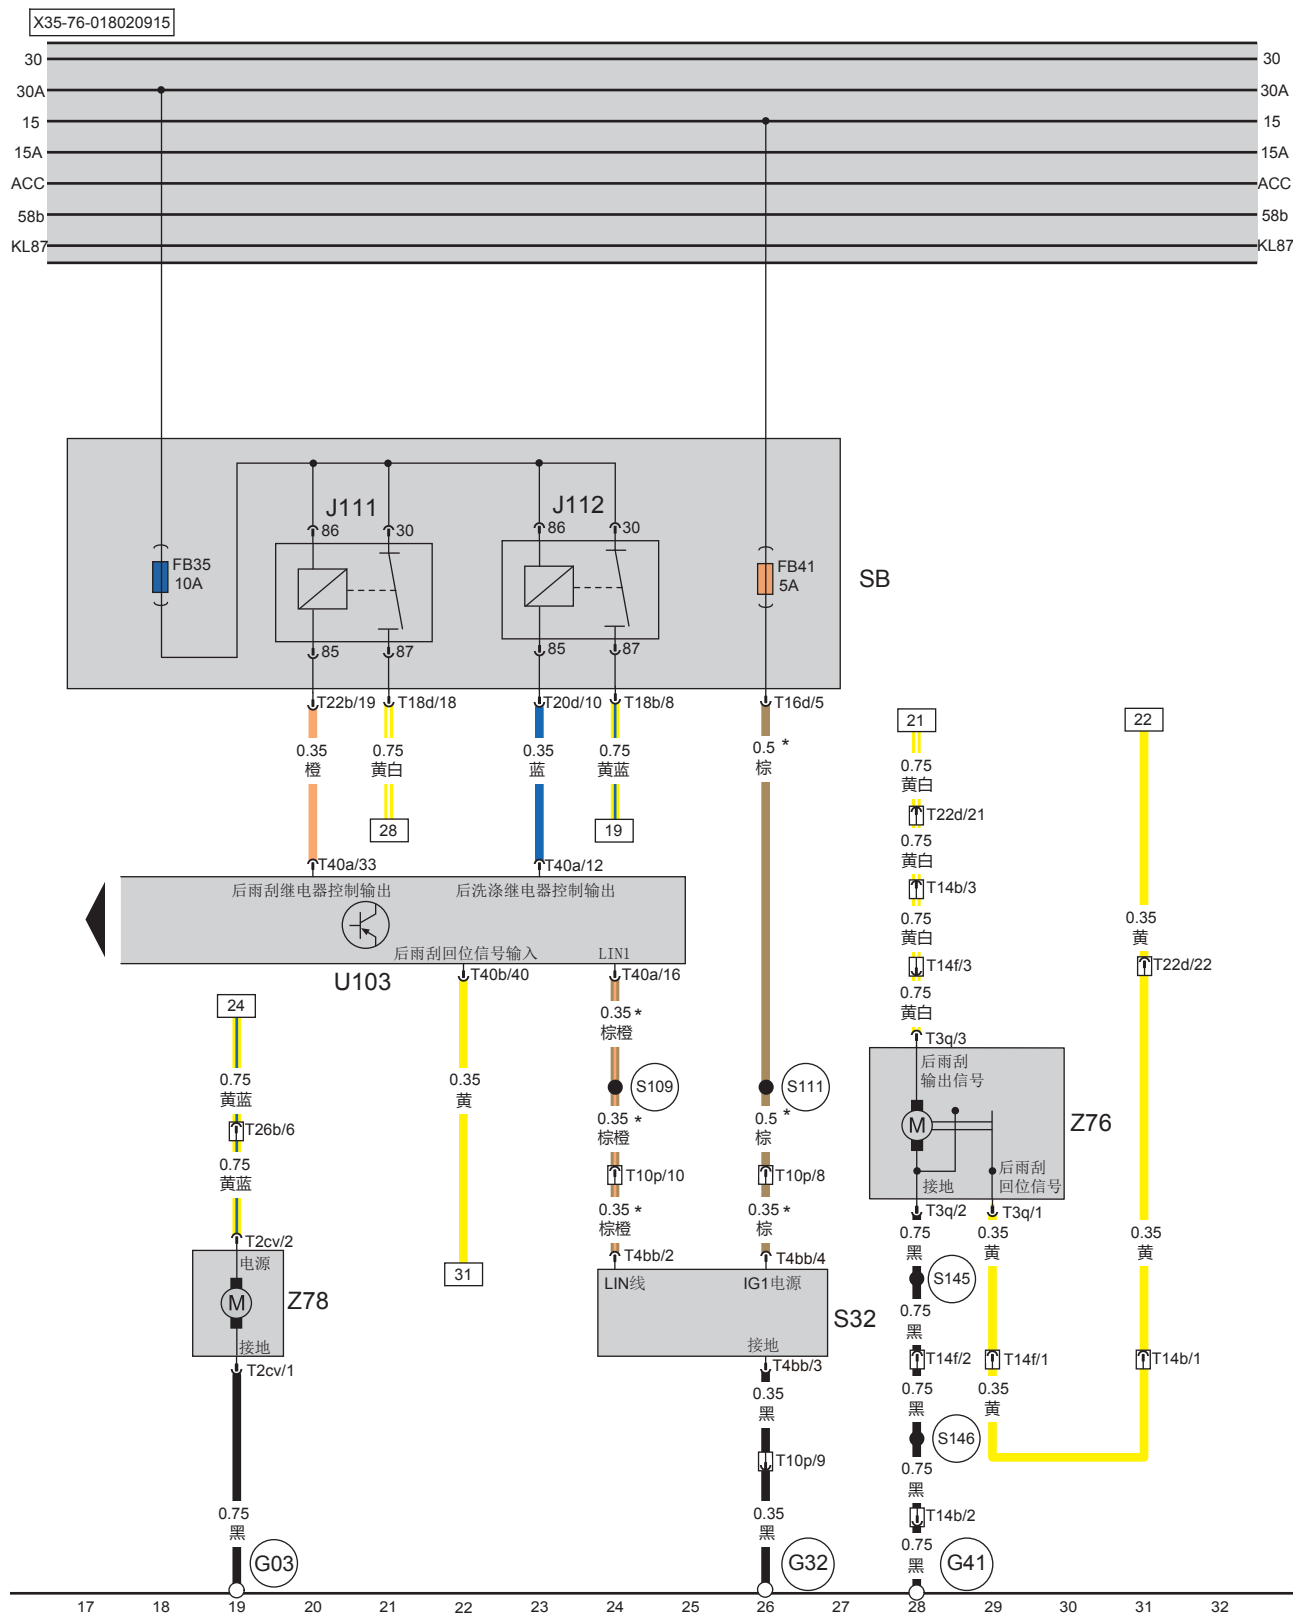 X35-76-018020915
30 30
30A 30A
15 15
15A 15A
ACC ACC
58b 58b
KL87 KL87
J111 J112
86 30 86 30
FB35
10A
FB41
5A
SB
85 87 85 87
T22b/19 T18d/18 T20d/10 T18b/8 T16d/5
21 22
0.35
橙
0.75
黄白
0.35
蓝
0.75
黄蓝
0.5 *
棕
0.75
黄白
28 19
T22d/21
0.75
黄白
T40a/33 T40a/12
后雨刮继电器控制输出 后洗涤继电器控制输出
T14b/3
0.75
黄白
0.35
黄
后雨刮回位信号输入 LIN1
T14f/3 T22d/22
U103 T40b/40 T40a/16
0.75
黄白
24
0.35 *
棕橙
T3q/3
后雨刮
输出信号
0.75
黄蓝
0.35
黄
S109 S111
0.35 *
棕橙
0.5 *
棕
M
Z76
T26b/6
0.75
黄蓝
T10p/10 T10p/8
后雨刮
回位信号
接地
0.35 *
棕橙
0.35 *
棕
T3q/2 T3q/1
T2cv/2
0.75
黑
0.35
黄
0.35
黄
电源
T4bb/2 T4bb/4
31
LIN线 IG1电源
S145
M
Z78
S32
0.75
黑
接地
接地
T2cv/1
T4bb/3
T14f/2 T14f/1 T14b/1
0.35
黑
0.75
黑
0.35
黄
S146
T10p/9
0.75
黑
0.75
黑
0.35
黑
T14b/2
0.75
黑
G03 G32 G41
17 18 19 20 21 22 23 24 25 26 27 28 29 30 31 32